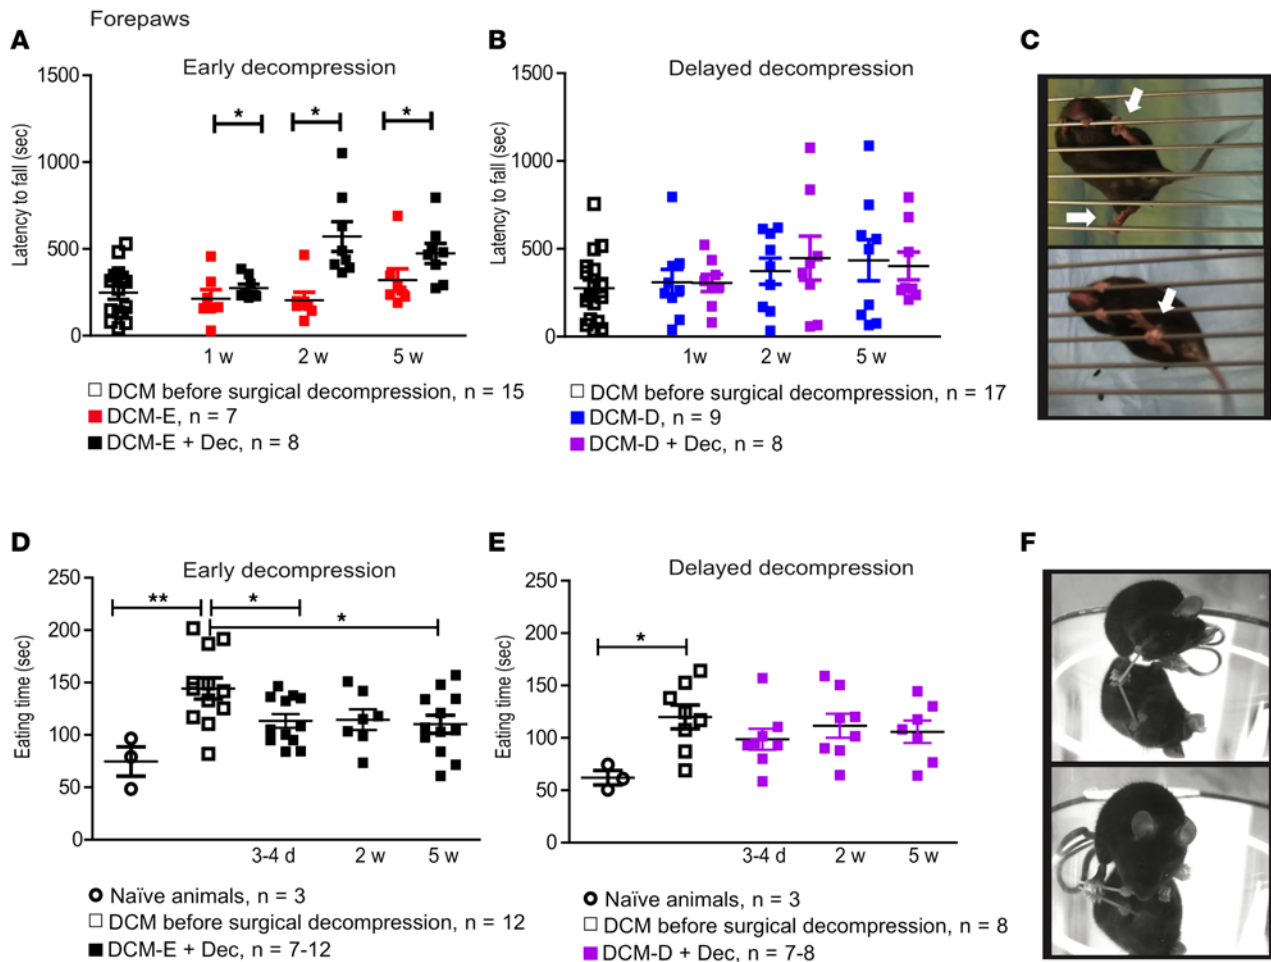 Forepaws
A
Early decompression
Latency to fall (sec)
1500
1000
500
0
*
*
*
1 w
2 w
5 w
DCM before surgical decompression, n = 15
DCM-E, n = 7
DCM-E + Dec, n = 8
B
Delayed decompression
Latency to fall (sec)
1500
1000
500
0
1w
2 w
5 w
DCM before surgical decompression, n = 17
DCM-D, n = 9
DCM-D + Dec, n = 8
C
D
Early decompression
Eating time (sec)
250
200
150
100
50
0
**
*
*
3-4 d
2 w
5 w
Naïve animals, n = 3
DCM before surgical decompression, n = 12
DCM-E + Dec, n = 7-12
E
Delayed decompression
Eating time (sec)
250
200
150
100
50
0
*
3-4 d
2 w
5 w
Naïve animals, n = 3
DCM before surgical decompression, n = 8
DCM-D + Dec, n = 7-8
F